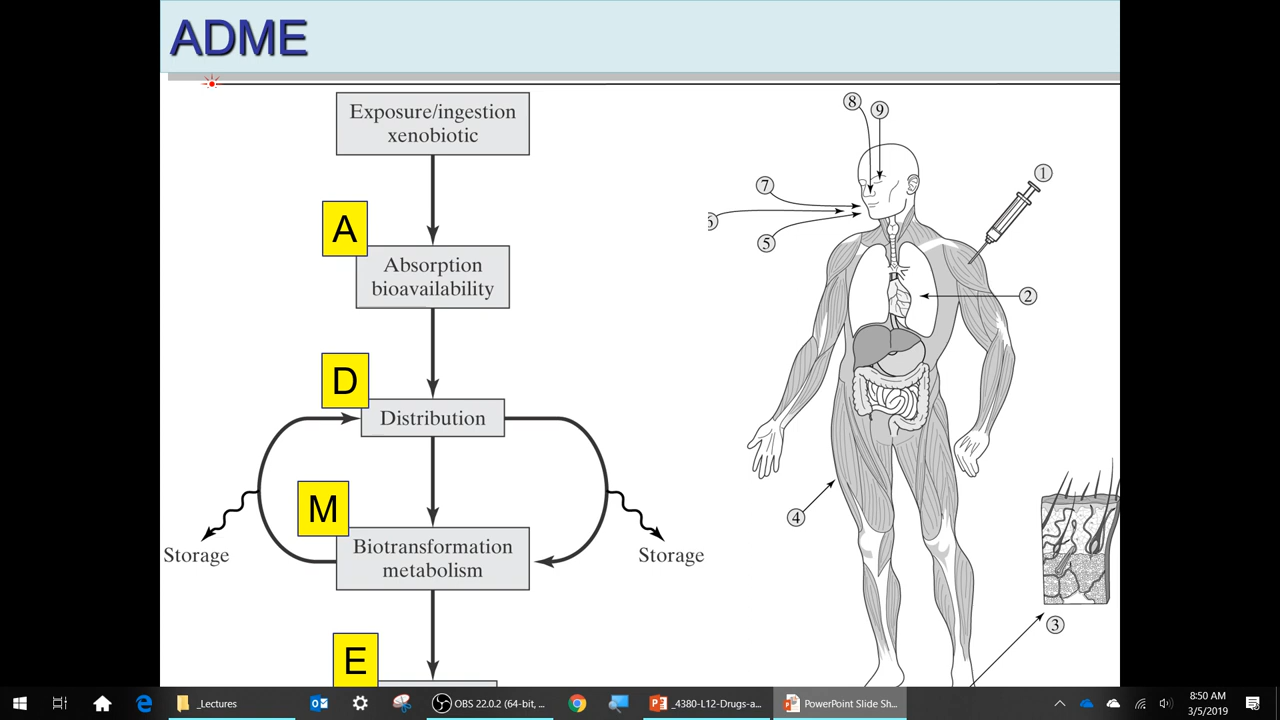 ADME
Exposure/ingestion
xenobiotic
A
Absorption
bioavailability
D
Distribution
M
Biotransformation
metabolism
Storage
Storage
E
8
9
1
7
6
5
2
4
3
_Lectures
OBS 22.0.2 (64-bit, ...
_4380-L12-Drugs-a...
PowerPoint Slide Sh...
8:50 AM
3/5/2019